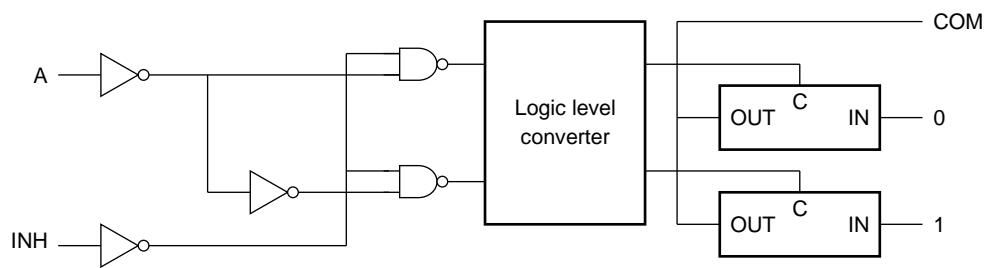 COM
A
C
OUT
IN
0
Logic level
converter
C
OUT
IN
1
INH